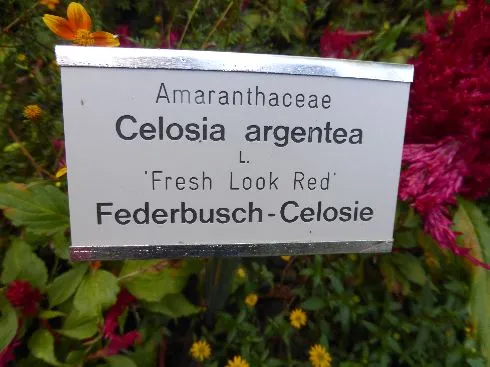 Amaranthaceae
Celosia argentea
L.
'Fresh Look Red'
Federbusch-Celosie